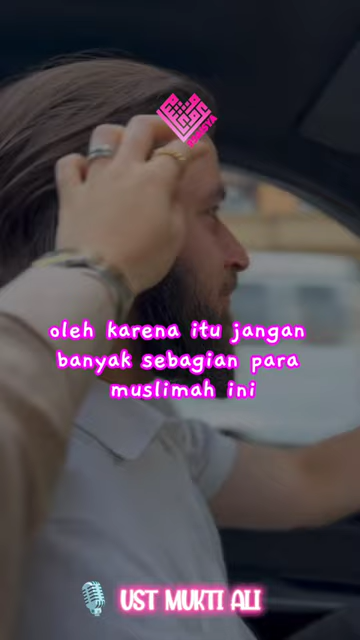 oleh karena itu jangan
banyak sebagian para
muslimah ini
UST MUKTI ALI